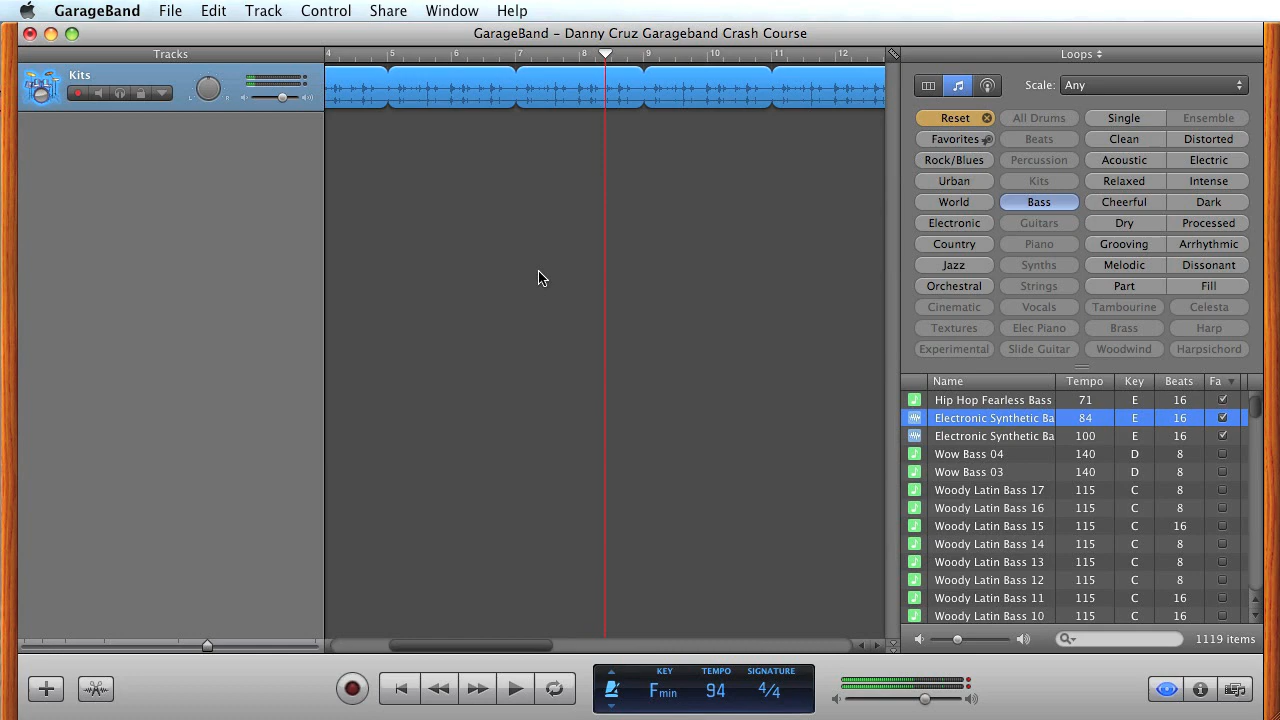 GarageBand File Edit Track Control Share Window Help
GarageBand – Danny Cruz Garageband Crash Course
Tracks
4 5 6 7 8 9 10 11 12
Loops
Kits
L R
Scale: Any
Reset All Drums Single Ensemble
Favorites Beats Clean Distorted
Rock/Blues Percussion Acoustic Electric
Urban Kits Relaxed Intense
World Bass Cheerful Dark
Electronic Guitars Dry Processed
Country Piano Grooving Arrhythmic
Jazz Synths Melodic Dissonant
Orchestral Strings Part Fill
Cinematic Vocals Tambourine Celesta
Textures Elec Piano Brass Harp
Experimental Slide Guitar Woodwind Harpsichord
Name Tempo Key Beats Fa
Hip Hop Fearless Bass 71 E 16
Electronic Synthetic Ba 84 E 16
Electronic Synthetic Ba 100 E 16
Wow Bass 04 140 D 8
Wow Bass 03 140 D 8
Woody Latin Bass 17 115 C 8
Woody Latin Bass 16 115 C 8
Woody Latin Bass 15 115 C 16
Woody Latin Bass 14 115 C 8
Woody Latin Bass 13 115 C 8
Woody Latin Bass 12 115 C 8
Woody Latin Bass 11 115 C 16
Woody Latin Bass 10 115 C 8
1119 items
KEY TEMPO SIGNATURE
Fmin 94 4/4